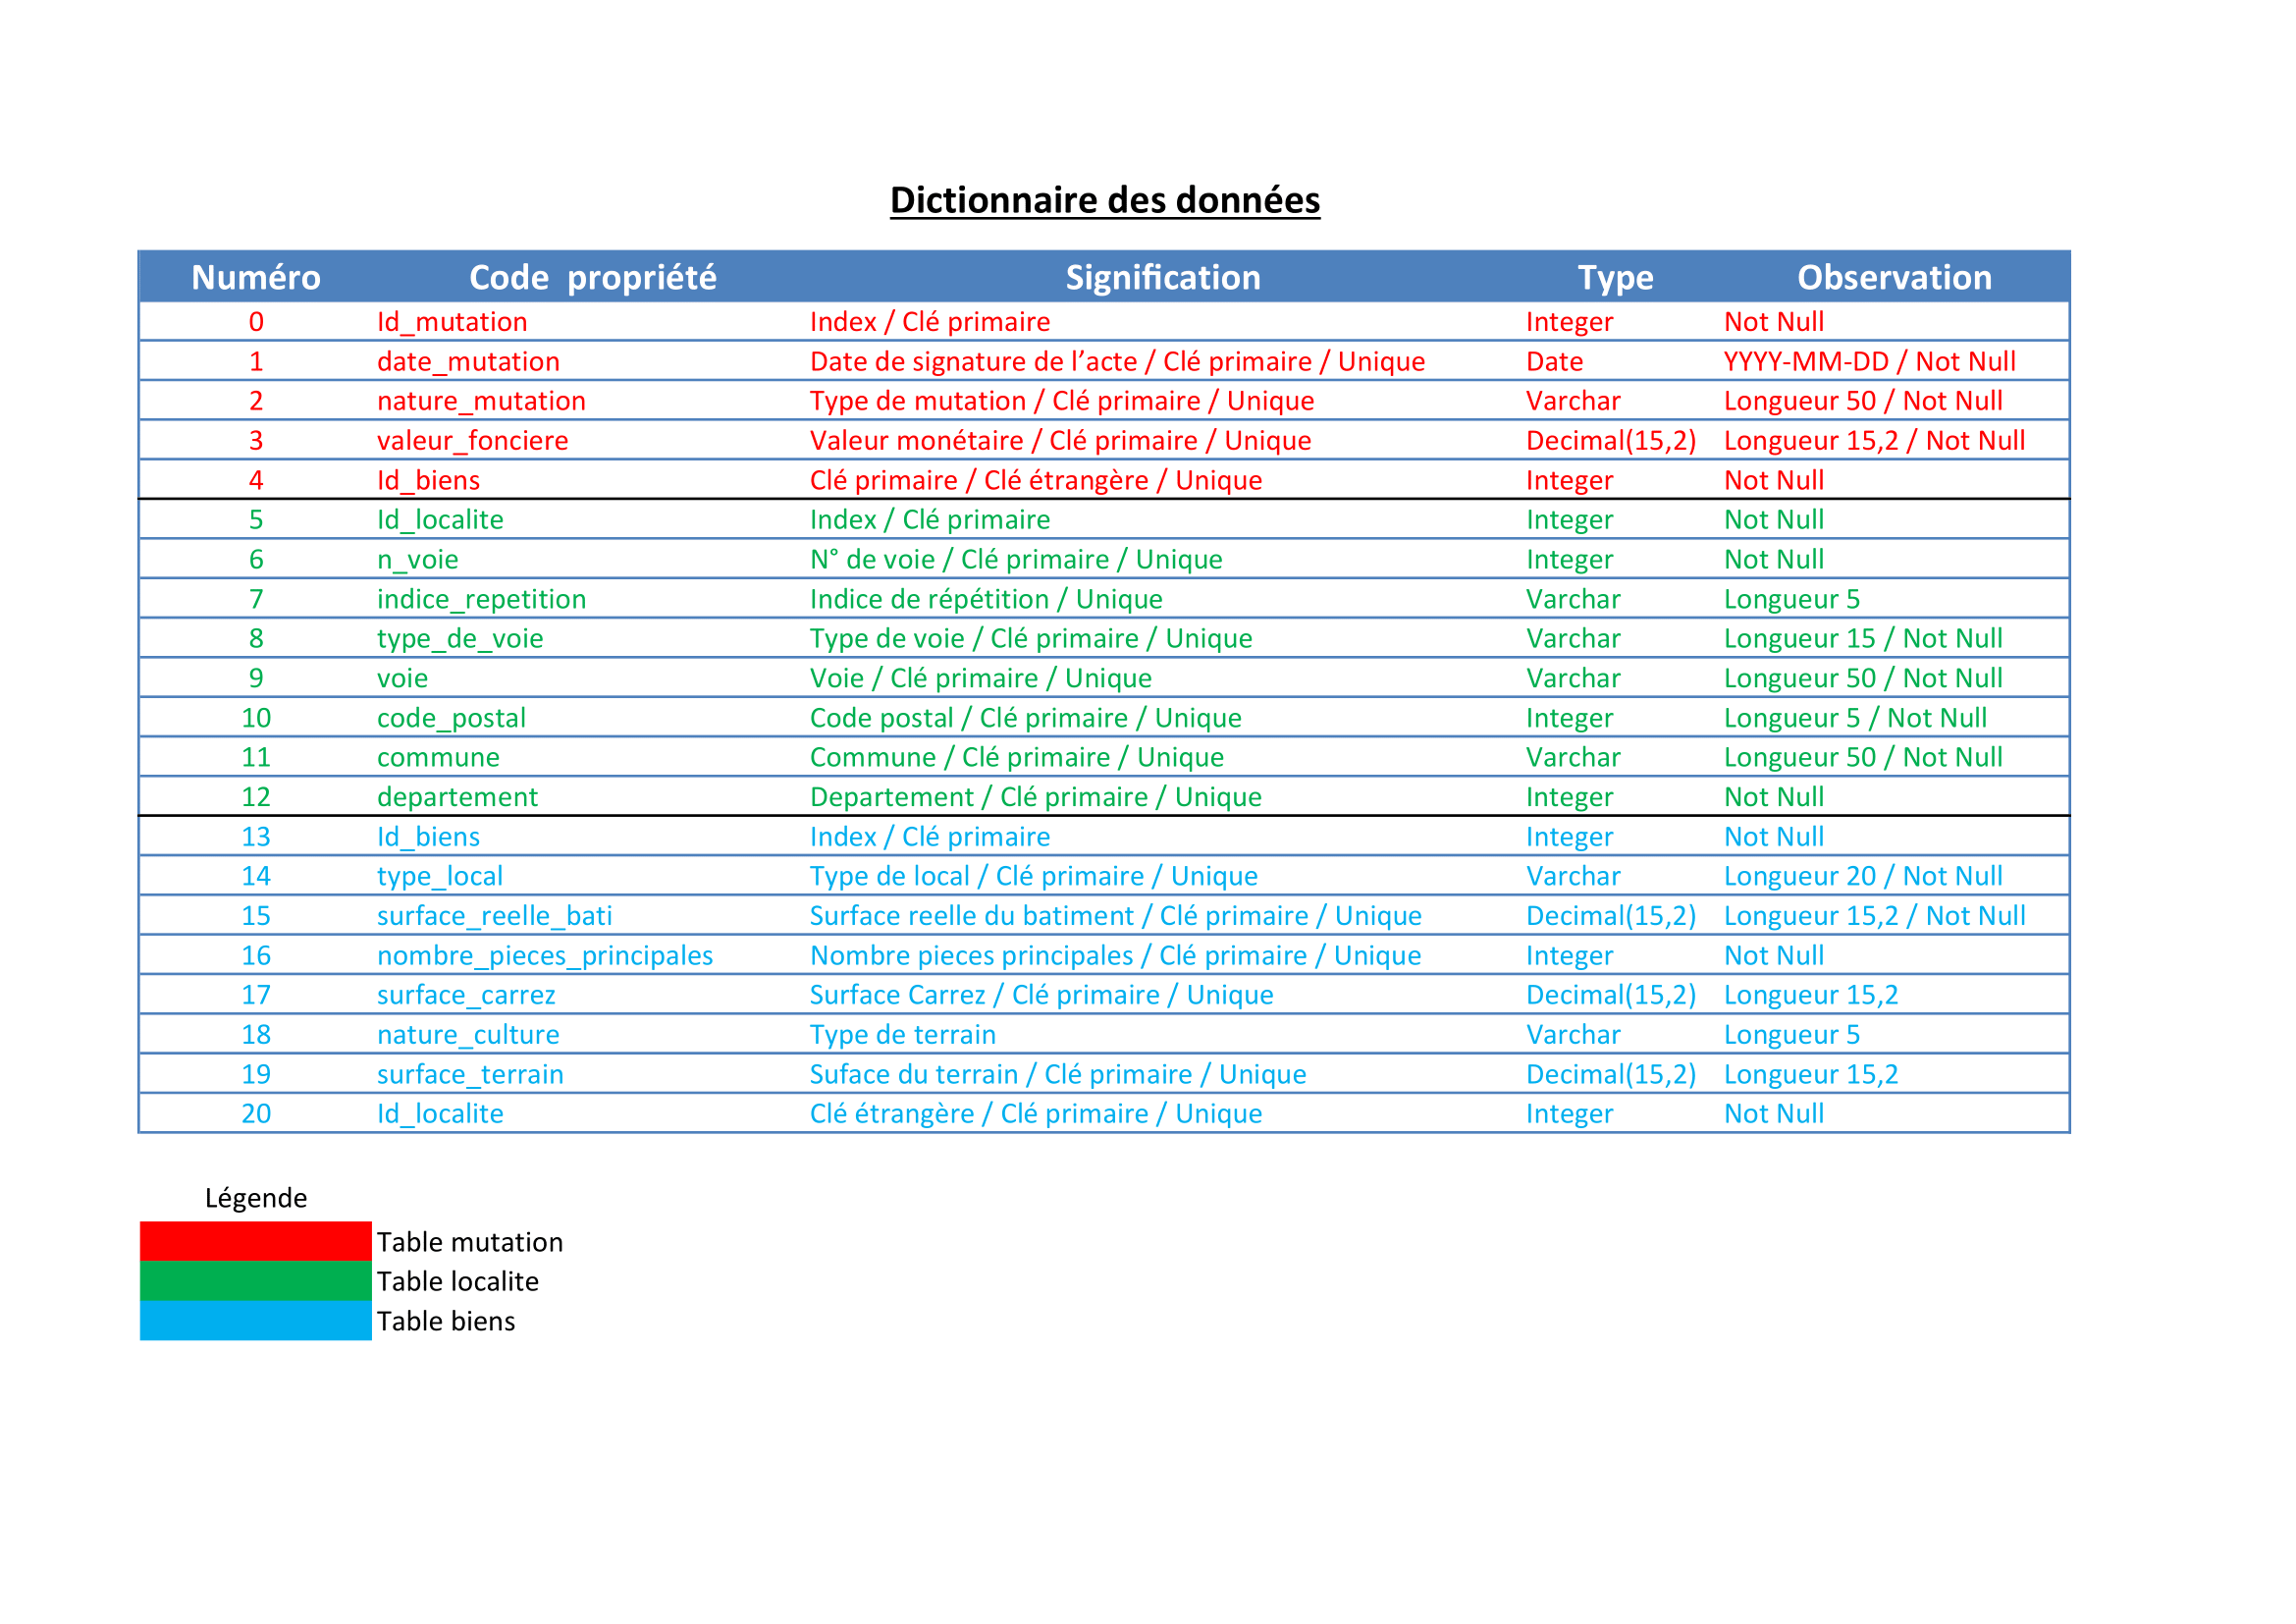 Dictionnaire des données
Numéro Code propriété Signification Type Observation
0 Id_mutation Index / Clé primaire Integer Not Null
1 date_mutation Date de signature de l’acte / Clé primaire / Unique Date YYYY-MM-DD / Not Null
2 nature_mutation Type de mutation / Clé primaire / Unique Varchar Longueur 50 / Not Null
3 valeur_fonciere Valeur monétaire / Clé primaire / Unique Decimal(15,2) Longueur 15,2 / Not Null
4 Id_biens Clé primaire / Clé étrangère / Unique Integer Not Null
5 Id_localite Index / Clé primaire Integer Not Null
6 n_voie N° de voie / Clé primaire / Unique Integer Not Null
7 indice_repetition Indice de répétition / Unique Varchar Longueur 5
8 type_de_voie Type de voie / Clé primaire / Unique Varchar Longueur 15 / Not Null
9 voie Voie / Clé primaire / Unique Varchar Longueur 50 / Not Null
10 code_postal Code postal / Clé primaire / Unique Integer Longueur 5 / Not Null
11 commune Commune / Clé primaire / Unique Varchar Longueur 50 / Not Null
12 departement Departement / Clé primaire / Unique Integer Not Null
13 Id_biens Index / Clé primaire Integer Not Null
14 type_local Type de local / Clé primaire / Unique Varchar Longueur 20 / Not Null
15 surface_reelle_bati Surface reelle du batiment / Clé primaire / Unique Decimal(15,2) Longueur 15,2 / Not Null
16 nombre_pieces_principales Nombre pieces principales / Clé primaire / Unique Integer Not Null
17 surface_carrez Surface Carrez / Clé primaire / Unique Decimal(15,2) Longueur 15,2
18 nature_culture Type de terrain Varchar Longueur 5
19 surface_terrain Suface du terrain / Clé primaire / Unique Decimal(15,2) Longueur 15,2
20 Id_localite Clé étrangère / Clé primaire / Unique Integer Not Null
Légende
Table mutation
Table localite
Table biens